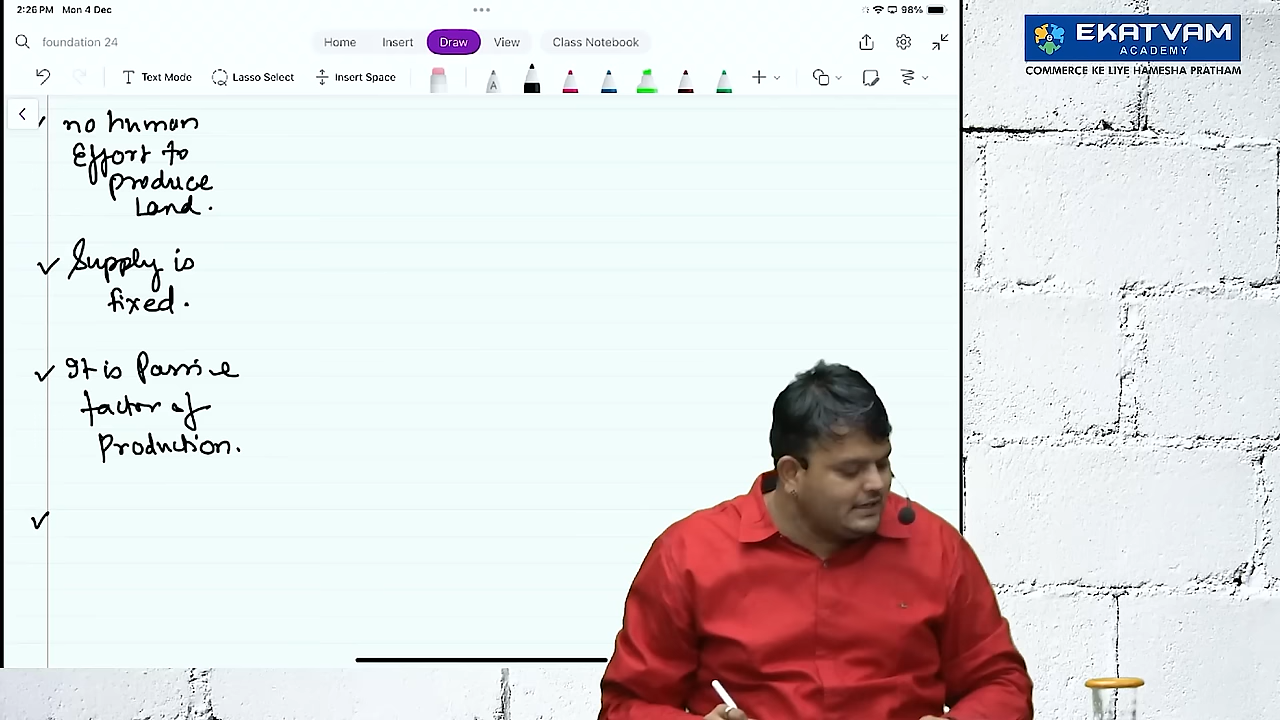 2:26 PM Mon 4 Dec
98%
foundation 24
Home Insert Draw View Class Notebook
Text Mode Lasso Select Insert Space
EKATVAM
ACADEMY
COMMERCE KE LIYE HAMESHA PRATHAM
no human
Effort to
produce
Land.
Supply is
fixed.
It is Passive
factor of
Production.